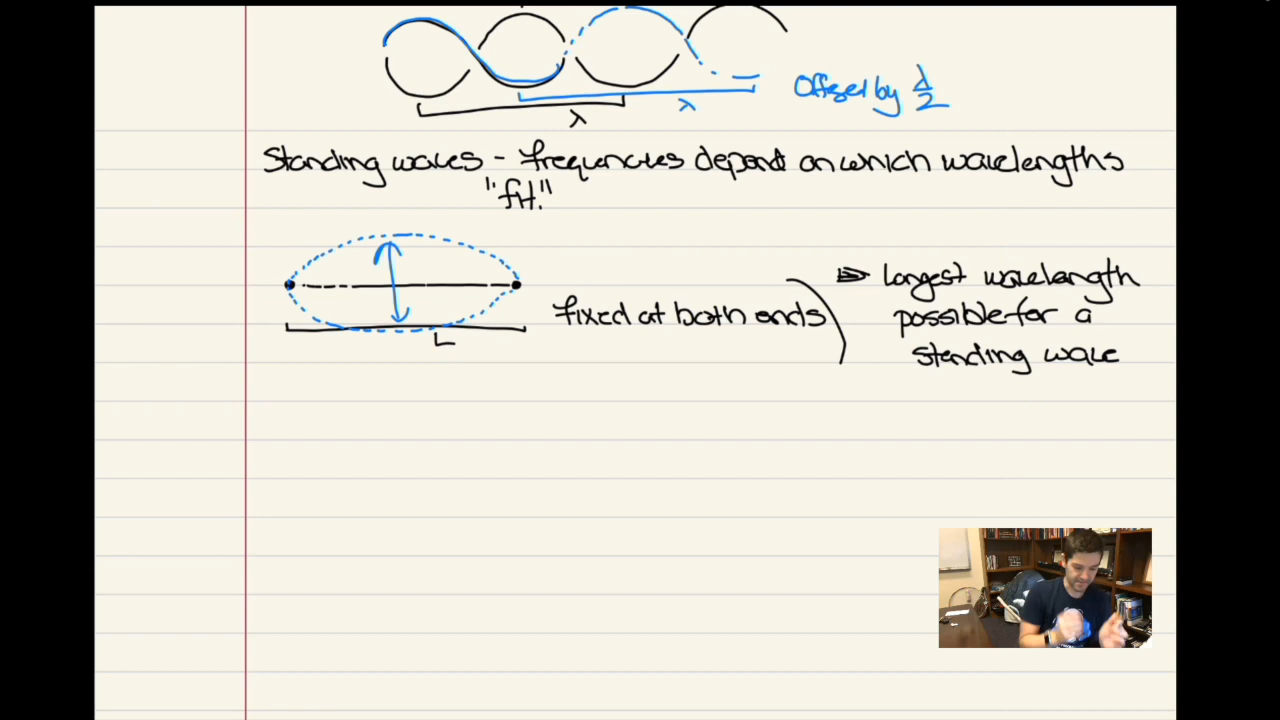 Offset by λ/2
λ
λ
Standing waves - frequencies depend on which wavelengths
"fit."
Longest wavelength
fixed at both ends
possible for a
L
standing wave